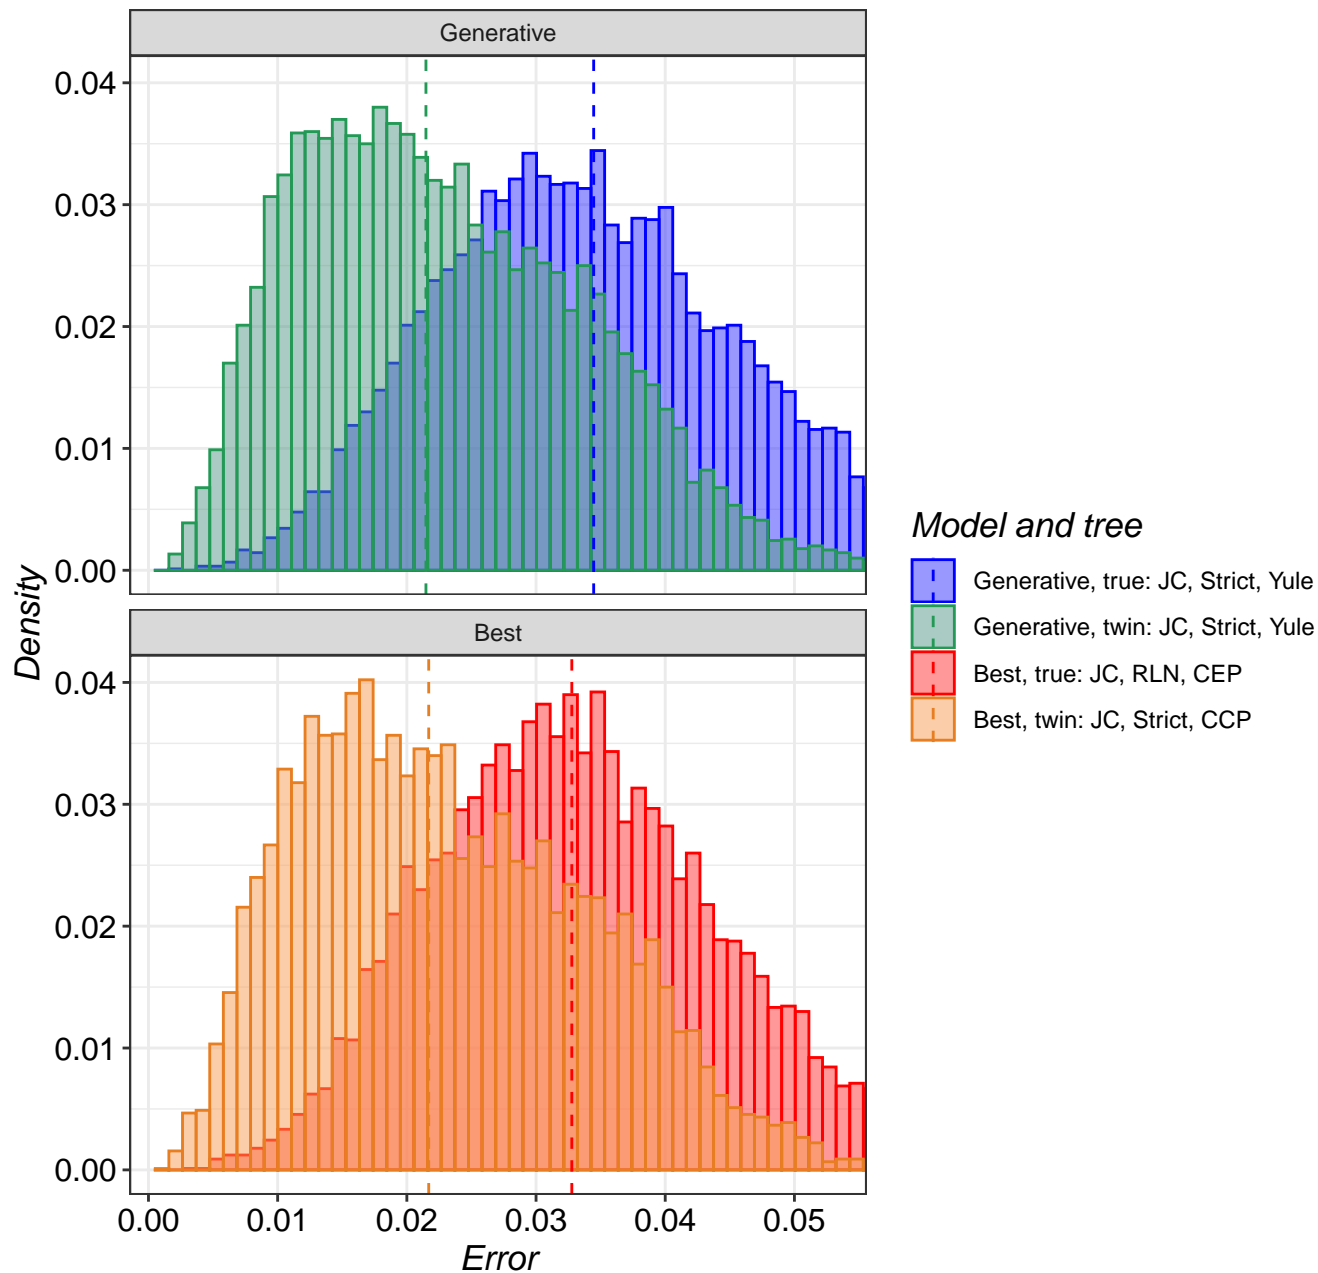 Generative
0.04
0.03
0.02
0.01
0.00
Density
Best
0.04
0.03
0.02
0.01
0.00
0.00 0.01 0.02 0.03 0.04 0.05
Error
Model and tree
Generative, true: JC, Strict, Yule
Generative, twin: JC, Strict, Yule
Best, true: JC, RLN, CEP
Best, twin: JC, Strict, CCP